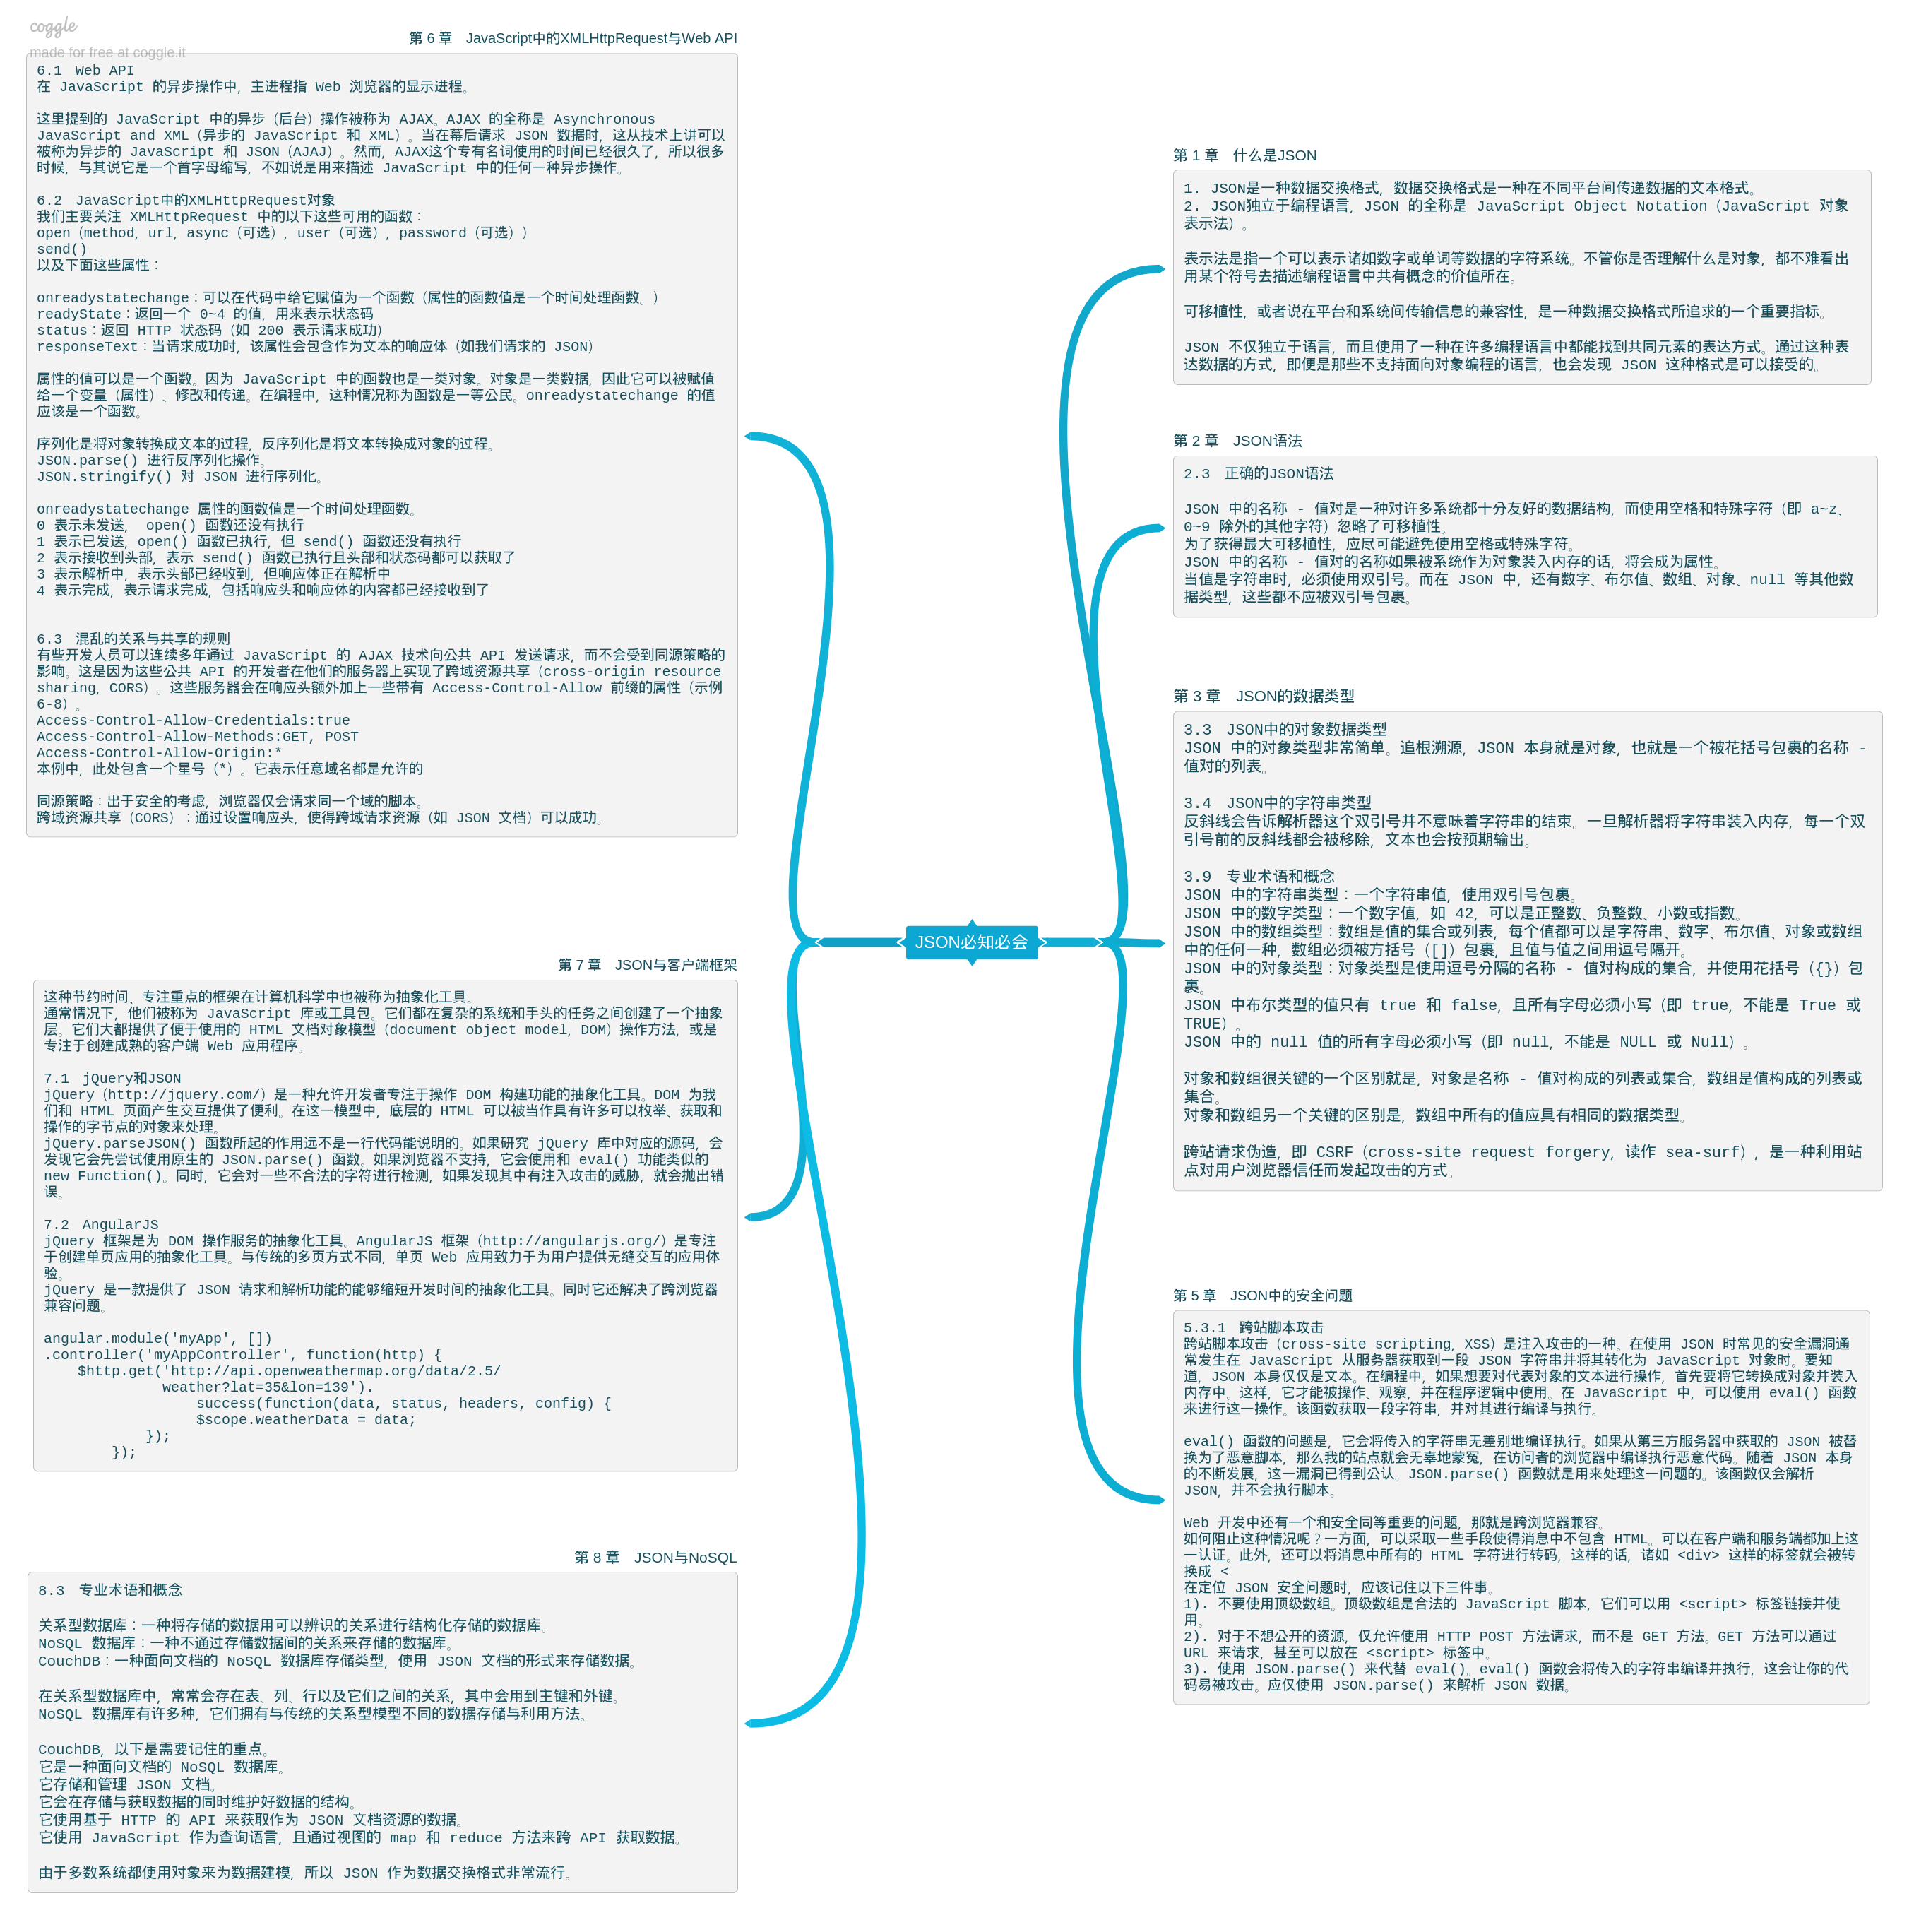 coggle
made for free at coggle.it
第 6 章　JavaScript中的XMLHttpRequest与Web API
6.1　Web API
在 JavaScript 的异步操作中，主进程指 Web 浏览器的显示进程。
这里提到的 JavaScript 中的异步（后台）操作被称为 AJAX。AJAX 的全称是 Asynchronous
JavaScript and XML（异步的 JavaScript 和 XML）。当在幕后请求 JSON 数据时，这从技术上讲可以
被称为异步的 JavaScript 和 JSON（AJAJ）。然而，AJAX这个专有名词使用的时间已经很久了，所以很多
时候，与其说它是一个首字母缩写，不如说是用来描述 JavaScript 中的任何一种异步操作。
6.2　JavaScript中的XMLHttpRequest对象
我们主要关注 XMLHttpRequest 中的以下这些可用的函数：
open（method，url，async（可选），user（可选），password（可选））
send()
以及下面这些属性：
onreadystatechange：可以在代码中给它赋值为一个函数（属性的函数值是一个时间处理函数。）
readyState：返回一个 0~4 的值，用来表示状态码
status：返回 HTTP 状态码（如 200 表示请求成功）
responseText：当请求成功时，该属性会包含作为文本的响应体（如我们请求的 JSON）
属性的值可以是一个函数。因为 JavaScript 中的函数也是一类对象。对象是一类数据，因此它可以被赋值
给一个变量（属性）、修改和传递。在编程中，这种情况称为函数是一等公民。onreadystatechange 的值
应该是一个函数。
序列化是将对象转换成文本的过程，反序列化是将文本转换成对象的过程。
JSON.parse() 进行反序列化操作。
JSON.stringify() 对 JSON 进行序列化。
onreadystatechange 属性的函数值是一个时间处理函数。
0 表示未发送， open() 函数还没有执行
1 表示已发送，open() 函数已执行，但 send() 函数还没有执行
2 表示接收到头部，表示 send() 函数已执行且头部和状态码都可以获取了
3 表示解析中，表示头部已经收到，但响应体正在解析中
4 表示完成，表示请求完成，包括响应头和响应体的内容都已经接收到了
6.3　混乱的关系与共享的规则
有些开发人员可以连续多年通过 JavaScript 的 AJAX 技术向公共 API 发送请求，而不会受到同源策略的
影响。这是因为这些公共 API 的开发者在他们的服务器上实现了跨域资源共享（cross-origin resource
sharing，CORS）。这些服务器会在响应头额外加上一些带有 Access-Control-Allow 前缀的属性（示例
6-8）。
Access-Control-Allow-Credentials:true
Access-Control-Allow-Methods:GET, POST
Access-Control-Allow-Origin:*
本例中，此处包含一个星号（*）。它表示任意域名都是允许的
同源策略：出于安全的考虑，浏览器仅会请求同一个域的脚本。
跨域资源共享（CORS）：通过设置响应头，使得跨域请求资源（如 JSON 文档）可以成功。
第 7 章　JSON与客户端框架
这种节约时间、专注重点的框架在计算机科学中也被称为抽象化工具。
通常情况下，他们被称为 JavaScript 库或工具包。它们都在复杂的系统和手头的任务之间创建了一个抽象
层。它们大都提供了便于使用的 HTML 文档对象模型（document object model，DOM）操作方法，或是
专注于创建成熟的客户端 Web 应用程序。
7.1　jQuery和JSON
jQuery（http://jquery.com/）是一种允许开发者专注于操作 DOM 构建功能的抽象化工具。DOM 为我
们和 HTML 页面产生交互提供了便利。在这一模型中，底层的 HTML 可以被当作具有许多可以枚举、获取和
操作的字节点的对象来处理。
jQuery.parseJSON() 函数所起的作用远不是一行代码能说明的。如果研究 jQuery 库中对应的源码，会
发现它会先尝试使用原生的 JSON.parse() 函数。如果浏览器不支持，它会使用和 eval() 功能类似的
new Function()。同时，它会对一些不合法的字符进行检测，如果发现其中有注入攻击的威胁，就会抛出错
误。
7.2　AngularJS
jQuery 框架是为 DOM 操作服务的抽象化工具。AngularJS 框架（http://angularjs.org/）是专注
于创建单页应用的抽象化工具。与传统的多页方式不同，单页 Web 应用致力于为用户提供无缝交互的应用体
验。
jQuery 是一款提供了 JSON 请求和解析功能的能够缩短开发时间的抽象化工具。同时它还解决了跨浏览器
兼容问题。
angular.module('myApp', [])
.controller('myAppController', function(http) {
$http.get('http://api.openweathermap.org/data/2.5/
weather?lat=35&lon=139').
success(function(data, status, headers, config) {
$scope.weatherData = data;
});
});
第 8 章　JSON与NoSQL
8.3　专业术语和概念
关系型数据库：一种将存储的数据用可以辨识的关系进行结构化存储的数据库。
NoSQL 数据库：一种不通过存储数据间的关系来存储的数据库。
CouchDB：一种面向文档的 NoSQL 数据库存储类型，使用 JSON 文档的形式来存储数据。
在关系型数据库中，常常会存在表、列、行以及它们之间的关系，其中会用到主键和外键。
NoSQL 数据库有许多种，它们拥有与传统的关系型模型不同的数据存储与利用方法。
CouchDB，以下是需要记住的重点。
它是一种面向文档的 NoSQL 数据库。
它存储和管理 JSON 文档。
它会在存储与获取数据的同时维护好数据的结构。
它使用基于 HTTP 的 API 来获取作为 JSON 文档资源的数据。
它使用 JavaScript 作为查询语言，且通过视图的 map 和 reduce 方法来跨 API 获取数据。
由于多数系统都使用对象来为数据建模，所以 JSON 作为数据交换格式非常流行。
JSON必知必会
第 1 章　什么是JSON
1. JSON是一种数据交换格式，数据交换格式是一种在不同平台间传递数据的文本格式。
2. JSON独立于编程语言，JSON 的全称是 JavaScript Object Notation（JavaScript 对象
表示法）。
表示法是指一个可以表示诸如数字或单词等数据的字符系统。不管你是否理解什么是对象，都不难看出
用某个符号去描述编程语言中共有概念的价值所在。
可移植性，或者说在平台和系统间传输信息的兼容性，是一种数据交换格式所追求的一个重要指标。
JSON 不仅独立于语言，而且使用了一种在许多编程语言中都能找到共同元素的表达方式。通过这种表
达数据的方式，即便是那些不支持面向对象编程的语言，也会发现 JSON 这种格式是可以接受的。
第 2 章　JSON语法
2.3　正确的JSON语法
JSON 中的名称 - 值对是一种对许多系统都十分友好的数据结构，而使用空格和特殊字符（即 a~z、
0~9 除外的其他字符）忽略了可移植性。
为了获得最大可移植性，应尽可能避免使用空格或特殊字符。
JSON 中的名称 - 值对的名称如果被系统作为对象装入内存的话，将会成为属性。
当值是字符串时，必须使用双引号。而在 JSON 中，还有数字、布尔值、数组、对象、null 等其他数
据类型，这些都不应被双引号包裹。
第 3 章　JSON的数据类型
3.3　JSON中的对象数据类型
JSON 中的对象类型非常简单。追根溯源，JSON 本身就是对象，也就是一个被花括号包裹的名称 -
值对的列表。
3.4　JSON中的字符串类型
反斜线会告诉解析器这个双引号并不意味着字符串的结束。一旦解析器将字符串装入内存，每一个双
引号前的反斜线都会被移除，文本也会按预期输出。
3.9　专业术语和概念
JSON 中的字符串类型：一个字符串值，使用双引号包裹。
JSON 中的数字类型：一个数字值，如 42，可以是正整数、负整数、小数或指数。
JSON 中的数组类型：数组是值的集合或列表，每个值都可以是字符串、数字、布尔值、对象或数组
中的任何一种，数组必须被方括号（[]）包裹，且值与值之间用逗号隔开。
JSON 中的对象类型：对象类型是使用逗号分隔的名称 - 值对构成的集合，并使用花括号（{}）包
裹。
JSON 中布尔类型的值只有 true 和 false，且所有字母必须小写（即 true，不能是 True 或
TRUE）。
JSON 中的 null 值的所有字母必须小写（即 null，不能是 NULL 或 Null）。
对象和数组很关键的一个区别就是，对象是名称 - 值对构成的列表或集合，数组是值构成的列表或
集合。
对象和数组另一个关键的区别是，数组中所有的值应具有相同的数据类型。
跨站请求伪造，即 CSRF（cross-site request forgery，读作 sea-surf），是一种利用站
点对用户浏览器信任而发起攻击的方式。
第 5 章　JSON中的安全问题
5.3.1　跨站脚本攻击
跨站脚本攻击（cross-site scripting，XSS）是注入攻击的一种。在使用 JSON 时常见的安全漏洞通
常发生在 JavaScript 从服务器获取到一段 JSON 字符串并将其转化为 JavaScript 对象时。要知
道，JSON 本身仅仅是文本。在编程中，如果想要对代表对象的文本进行操作，首先要将它转换成对象并装入
内存中。这样，它才能被操作、观察，并在程序逻辑中使用。在 JavaScript 中，可以使用 eval() 函数
来进行这一操作。该函数获取一段字符串，并对其进行编译与执行。
eval() 函数的问题是，它会将传入的字符串无差别地编译执行。如果从第三方服务器中获取的 JSON 被替
换为了恶意脚本，那么我的站点就会无辜地蒙冤，在访问者的浏览器中编译执行恶意代码。随着 JSON 本身
的不断发展，这一漏洞已得到公认。JSON.parse() 函数就是用来处理这一问题的。该函数仅会解析
JSON，并不会执行脚本。
Web 开发中还有一个和安全同等重要的问题，那就是跨浏览器兼容。
如何阻止这种情况呢？一方面，可以采取一些手段使得消息中不包含 HTML。可以在客户端和服务端都加上这
一认证。此外，还可以将消息中所有的 HTML 字符进行转码，这样的话，诸如 <div> 这样的标签就会被转
换成 <
在定位 JSON 安全问题时，应该记住以下三件事。
1). 不要使用顶级数组。顶级数组是合法的 JavaScript 脚本，它们可以用 <script> 标签链接并使
用。
2). 对于不想公开的资源，仅允许使用 HTTP POST 方法请求，而不是 GET 方法。GET 方法可以通过
URL 来请求，甚至可以放在 <script> 标签中。
3). 使用 JSON.parse() 来代替 eval()。eval() 函数会将传入的字符串编译并执行，这会让你的代
码易被攻击。应仅使用 JSON.parse() 来解析 JSON 数据。